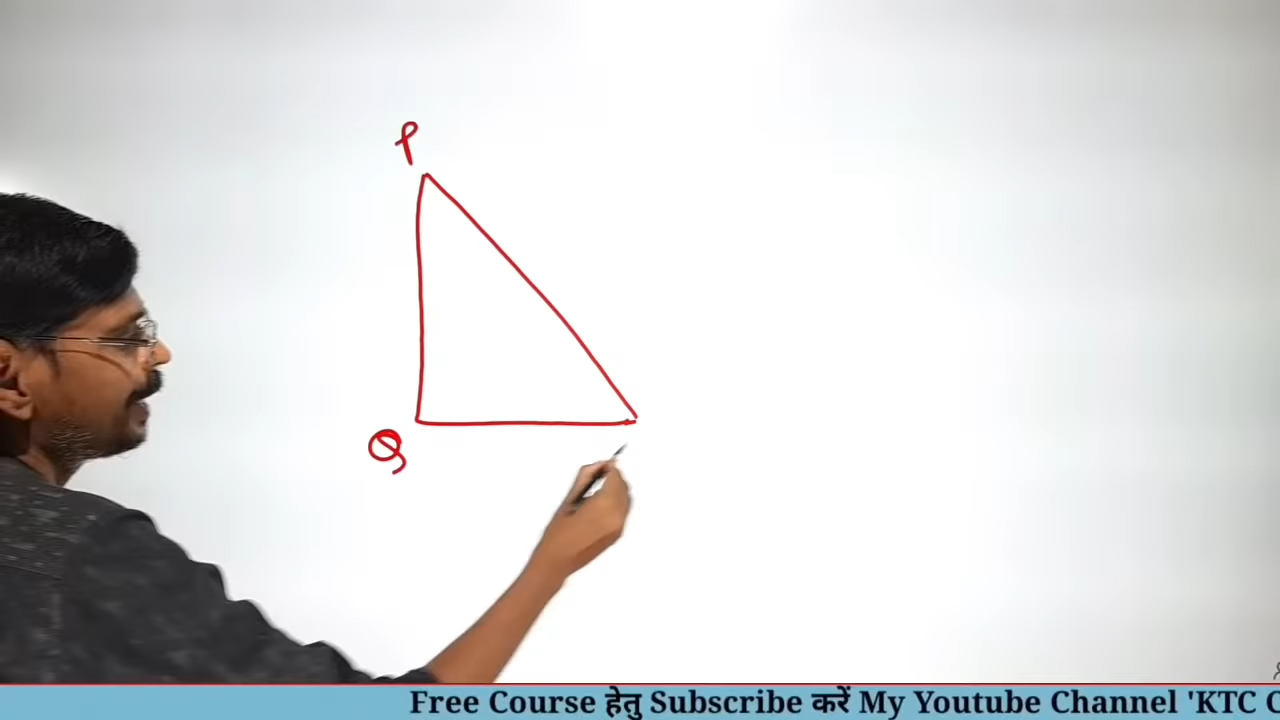 P
Q
Free Course हेतु Subscribe करें My Youtube Channel 'KTC